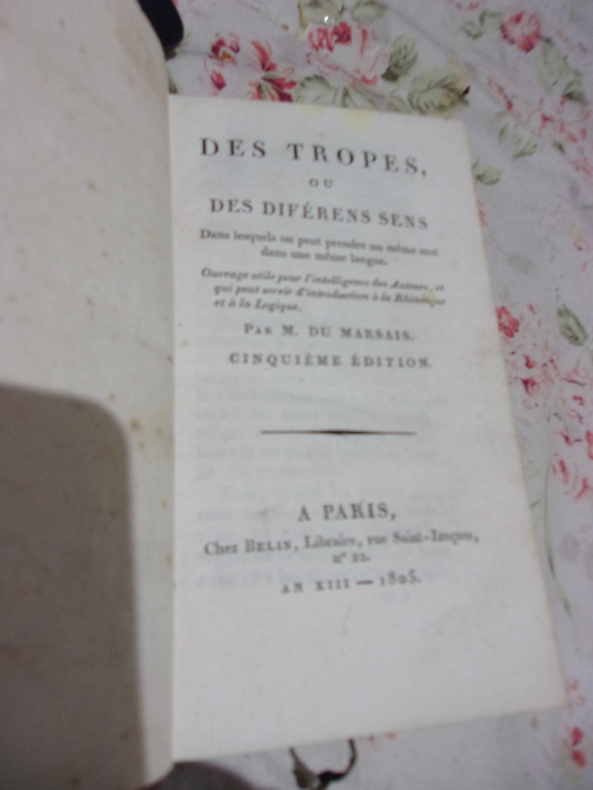 DES TROPES,
OU
DES DIFÉRENS SENS
Dans lesquels on peut prendre un même mot
dans une même langue.
Ouvrage utile pour l'intelligence des Auteurs, et
qui peut servir d'introduction à la Rhétorique
et à la Logique.
PAR M. DU MARSAIS.
CINQUIÈME ÉDITION.
A PARIS,
Chez BELIN, Libraire, rue Saint-Jacques,
n° 22.
AN XIII — 1805.